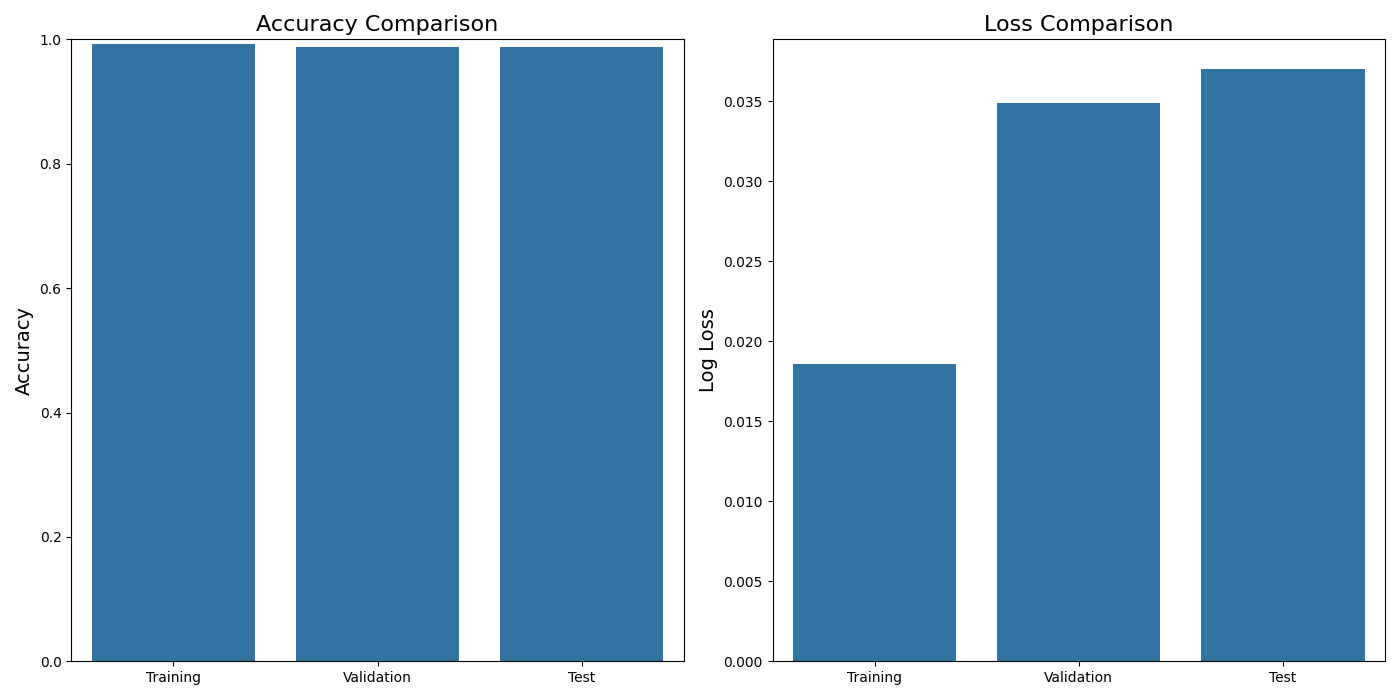 Accuracy Comparison
Accuracy
1.0
0.8
0.6
0.4
0.2
0.0
Training Validation Test
Loss Comparison
Log Loss
0.035
0.030
0.025
0.020
0.015
0.010
0.005
0.000
Training Validation Test